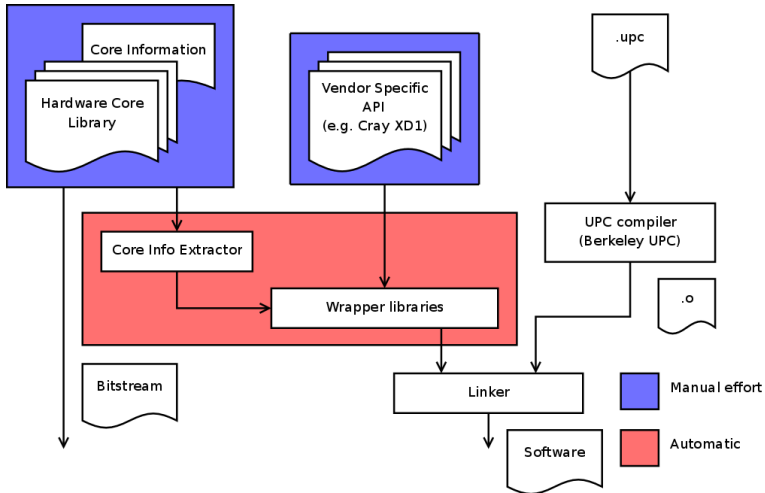 Core Information
Hardware Core
Library
Vendor Specific
API
(e.g. Cray XD1)
.upc
UPC compiler
(Berkeley UPC)
Core Info Extractor
Wrapper libraries
.o
Bitstream
Linker
Manual effort
Software
Automatic